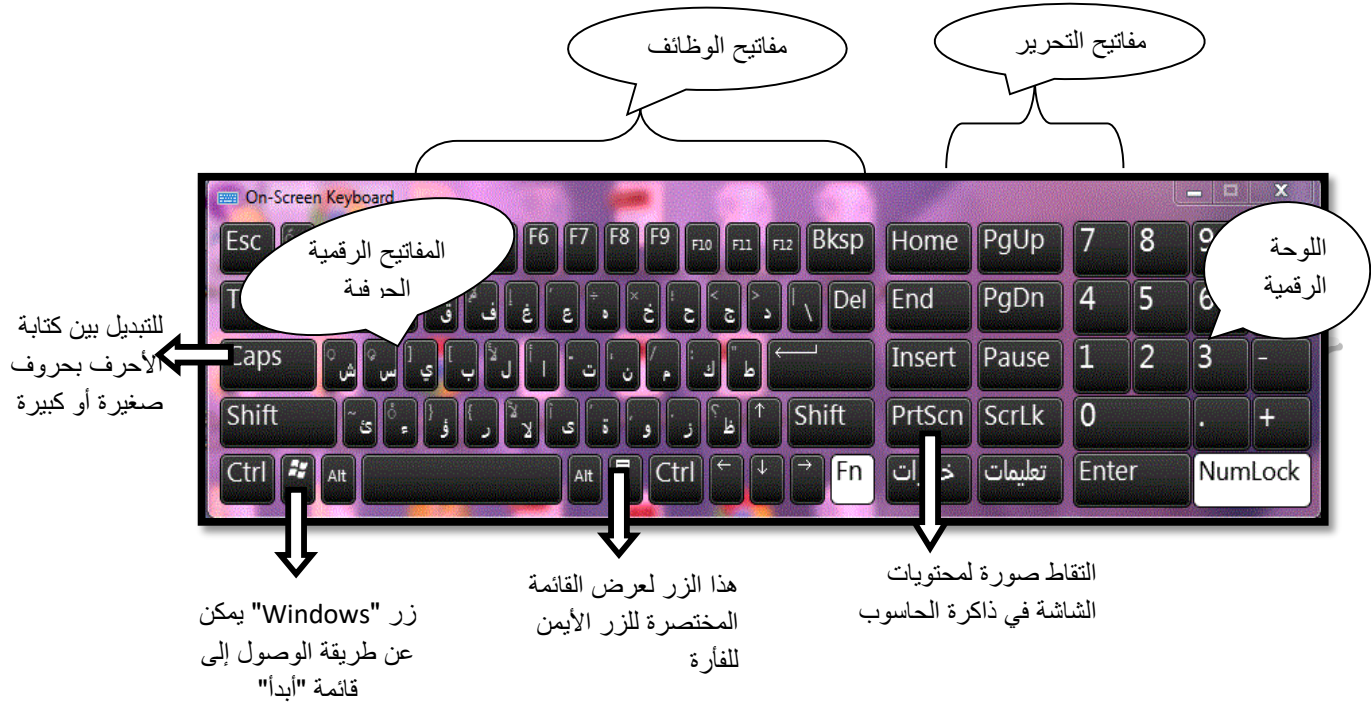 مفاتيح الوظائف
مفاتيح التحرير
On-Screen Keyboard
المفاتيح الرقمية
الحرفية
اللوحة
الرقمية
Esc F6 F7 F8 F9 F10 F11 F12 Bksp Home PgUp 7 8 9
ق ف غ ع ه خ ح ج د \ Del End PgDn 4 5 6
Caps ش س ي ب ل ا ت ن م ك ط Insert Pause 1 2 3 -
Shift ئ ء ؤ ر لا ى ة و ز ظ ↑ Shift PrtScn ScrLk 0 . +
Ctrl Alt Alt Ctrl ← ↓ → Fn تعليمات Enter NumLock
للتبديل بين كتابة
الأحرف بحروف
صغيرة أو كبيرة
زر "Windows" يمكن
عن طريقة الوصول إلى
قائمة "أبدأ"
هذا الزر لعرض القائمة
المختصرة للزر الأيمن
للفأرة
التقاط صورة لمحتويات
الشاشة في ذاكرة الحاسوب